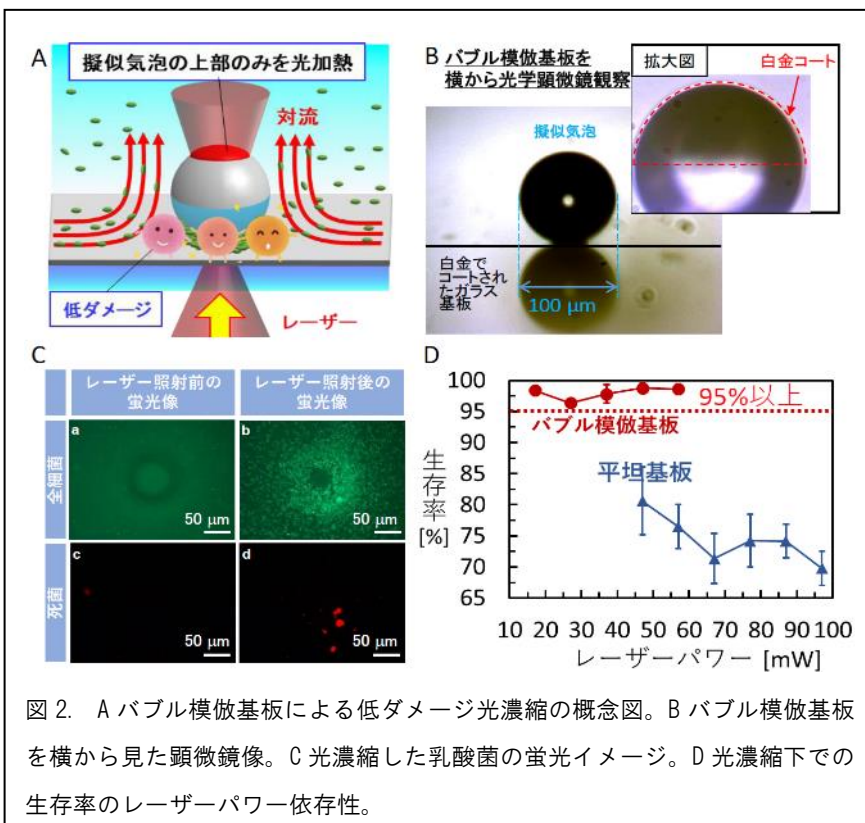 A
擬似気泡の上部のみを光加熱
対流
低ダメージ
レーザー
B バブル模倣基板を
横から光学顕微鏡観察
拡大図
白金コート
擬似気泡
白金で
コートされ
たガラス
基板
100 μm
C
レーザー照射前の
蛍光像
レーザー照射後の
蛍光像
全細菌
a
50 μm
b
50 μm
死菌
c
50 μm
d
50 μm
D
100
95
90
85
80
75
70
65
生存率
[%]
95%以上
バブル模倣基板
平坦基板
10 20 30 40 50 60 70 80 90 100
レーザーパワー [mW]
図 2. A バブル模倣基板による低ダメージ光濃縮の概念図。B バブル模倣基板
を横から見た顕微鏡像。C 光濃縮した乳酸菌の蛍光イメージ。D 光濃縮下での
生存率のレーザーパワー依存性。